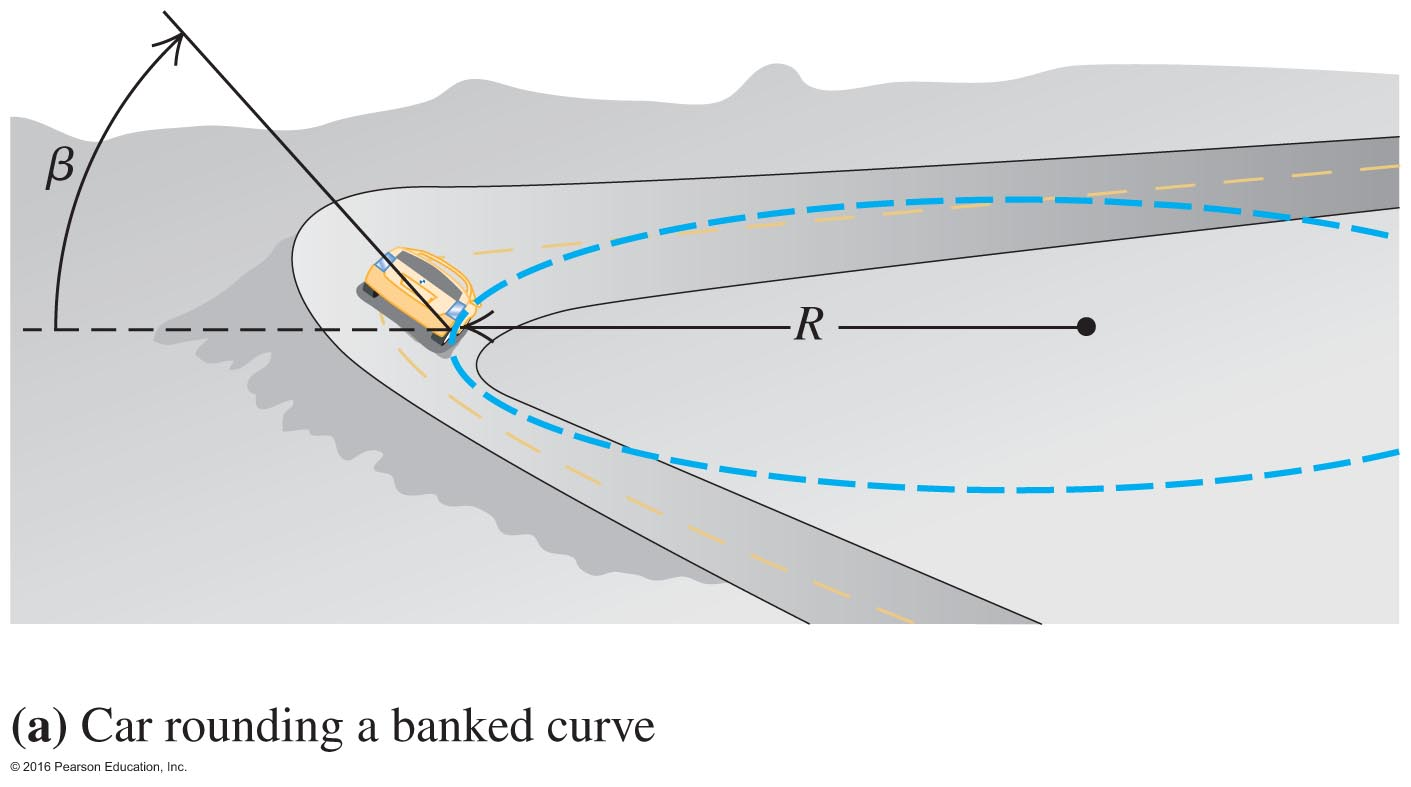 β
R
(a) Car rounding a banked curve
© 2016 Pearson Education, Inc.